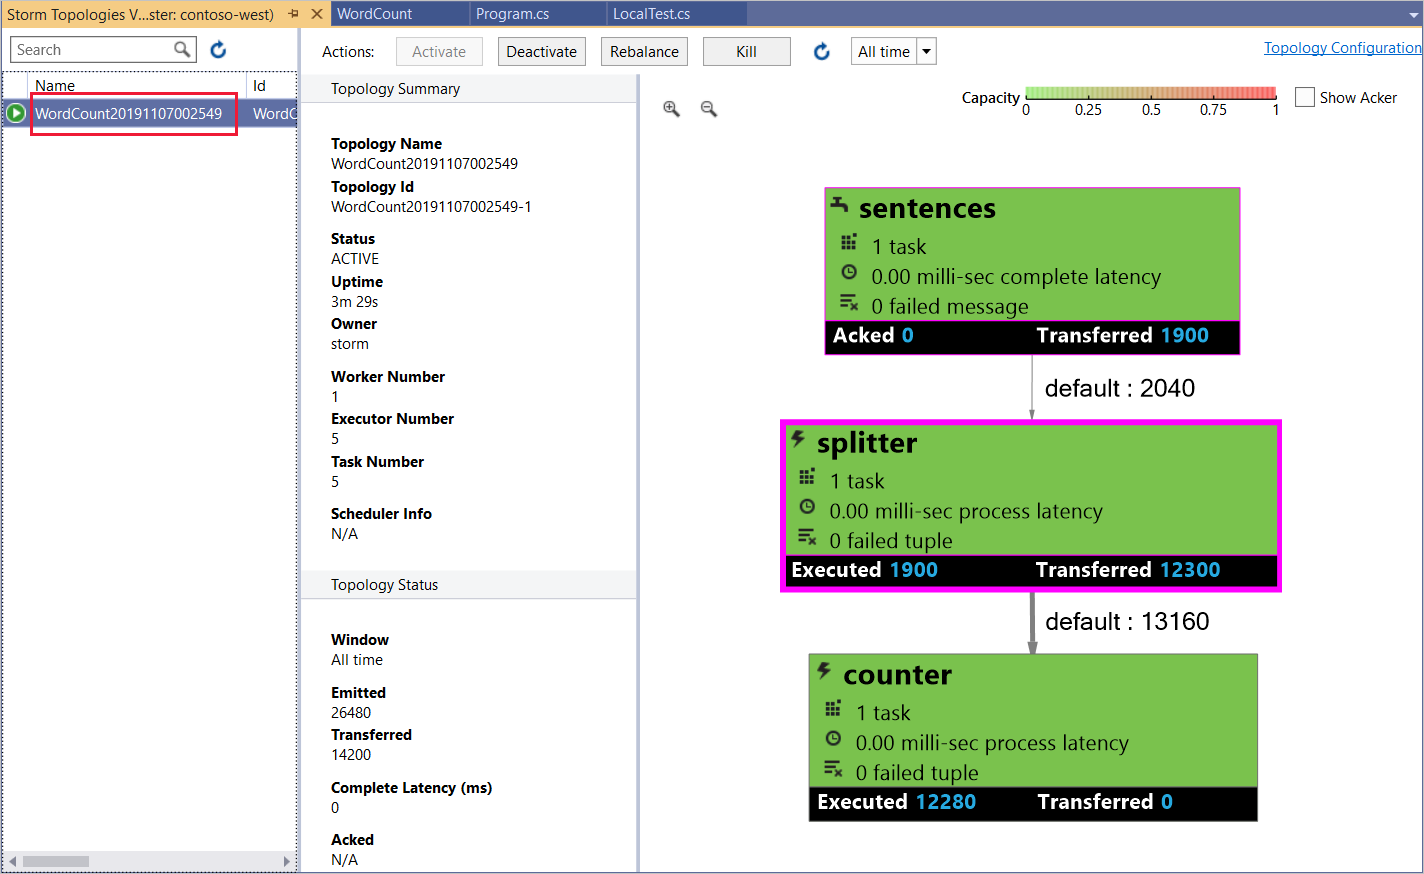 Storm Topologies V...ster: contoso-west)
WordCount
Program.cs
LocalTest.cs
Search
Name
Id
WordCount20191107002549
WordC
Actions:
Activate
Deactivate
Rebalance
Kill
All time
Topology Configuration
Topology Summary
Topology Name
WordCount20191107002549
Topology Id
WordCount20191107002549-1
Status
ACTIVE
Uptime
3m 29s
Owner
storm
Worker Number
1
Executor Number
5
Task Number
5
Scheduler Info
N/A
Topology Status
Window
All time
Emitted
26480
Transferred
14200
Complete Latency (ms)
0
Acked
N/A
Capacity
0 0.25 0.5 0.75 1
Show Acker
sentences
1 task
0.00 milli-sec complete latency
0 failed message
Acked 0 Transferred 1900
default : 2040
splitter
1 task
0.00 milli-sec process latency
0 failed tuple
Executed 1900 Transferred 12300
default : 13160
counter
1 task
0.00 milli-sec process latency
0 failed tuple
Executed 12280 Transferred 0